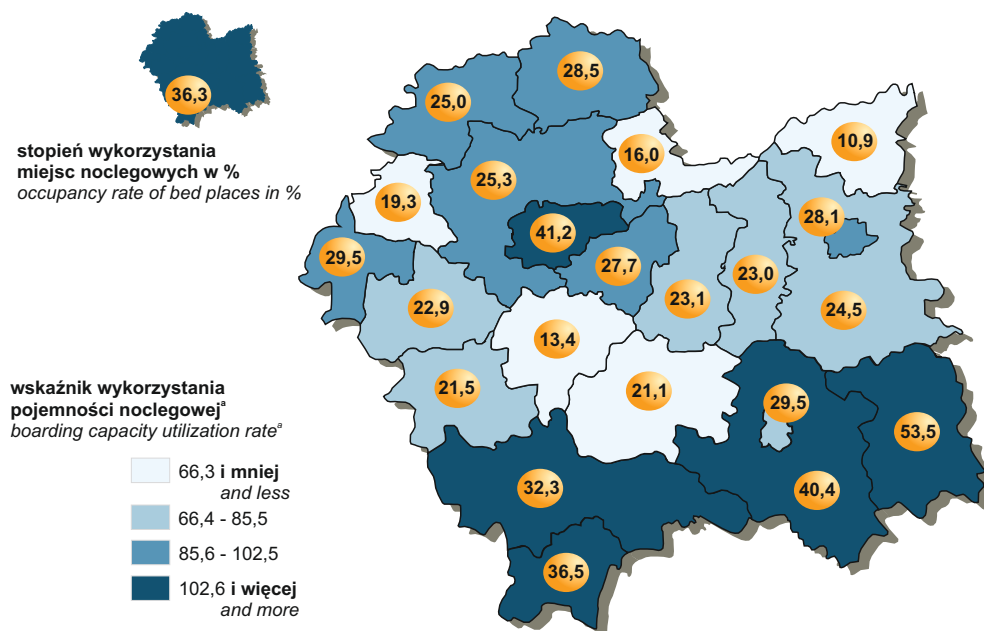 36,3
stopień wykorzystania
miejsc noclegowych w %
occupancy rate of bed places in %
28,5
25,0
16,0
10,9
25,3
19,3
28,1
41,2
29,5
27,7
23,0
23,1
22,9
24,5
13,4
21,5
21,1
29,5
53,5
32,3
40,4
36,5
wskaźnik wykorzystania
pojemności noclegowejᵃ
boarding capacity utilization rateᵃ
66,3 i mniej
and less
66,4 - 85,5
85,6 - 102,5
102,6 i więcej
and more